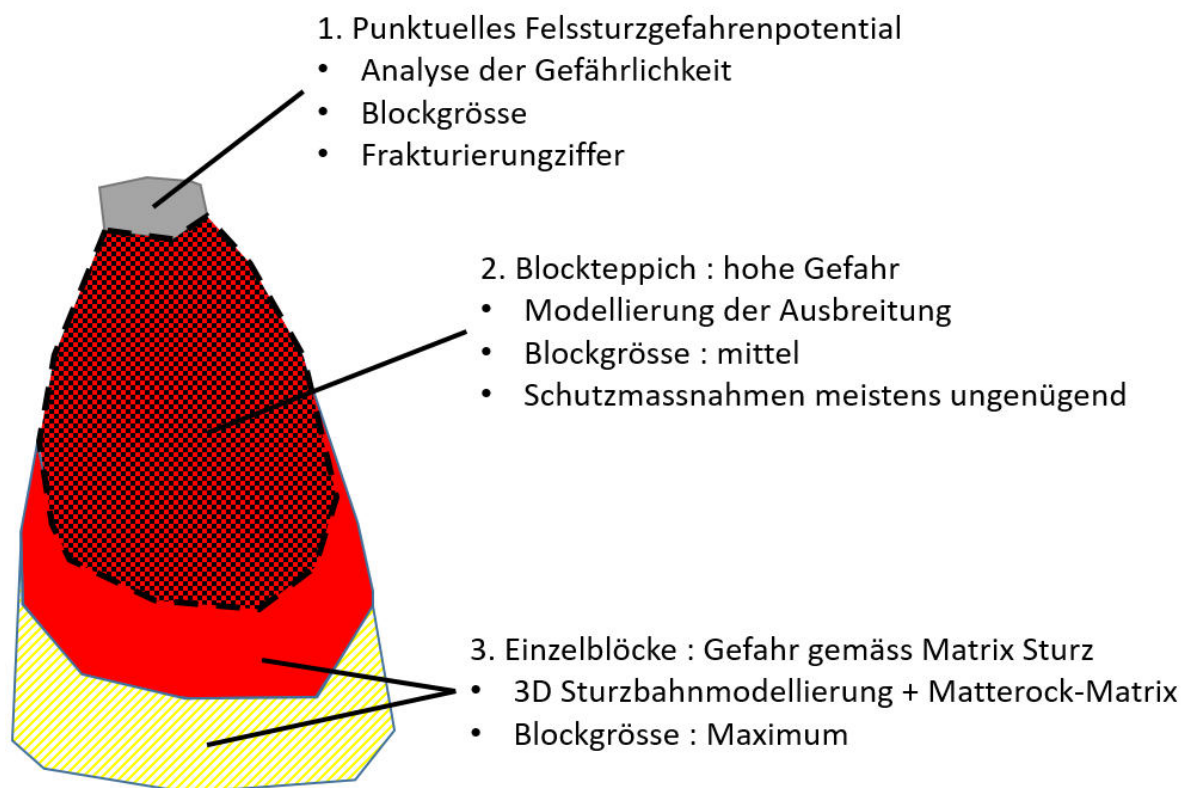 1. Punktuelles Felssturzgefahrenpotential
• Analyse der Gefährlichkeit
• Blockgrösse
• Frakturierungziffer
2. Blockteppich : hohe Gefahr
• Modellierung der Ausbreitung
• Blockgrösse : mittel
• Schutzmassnahmen meistens ungenügend
3. Einzelblöcke : Gefahr gemäss Matrix Sturz
• 3D Sturzbahnmodellierung + Matterock-Matrix
• Blockgrösse : Maximum